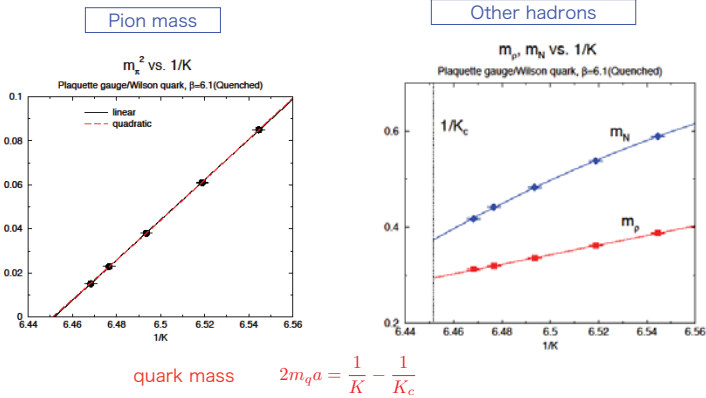 Pion mass
Other hadrons
m_π^2 vs. 1/K
Plaquette gauge/Wilson quark, β=6.1(Quenched)
linear
quadratic
0.1
0.08
0.06
0.04
0.02
0
6.44 6.46 6.48 6.5 6.52 6.54 6.56
1/K
m_ρ, m_N vs. 1/K
Plaquette gauge/Wilson quark, β=6.1(Quenched)
1/K_c
m_N
m_ρ
0.6
0.4
0.2
6.44 6.46 6.48 6.5 6.52 6.54 6.56
1/K
quark mass 2m_q a = 1/K − 1/K_c